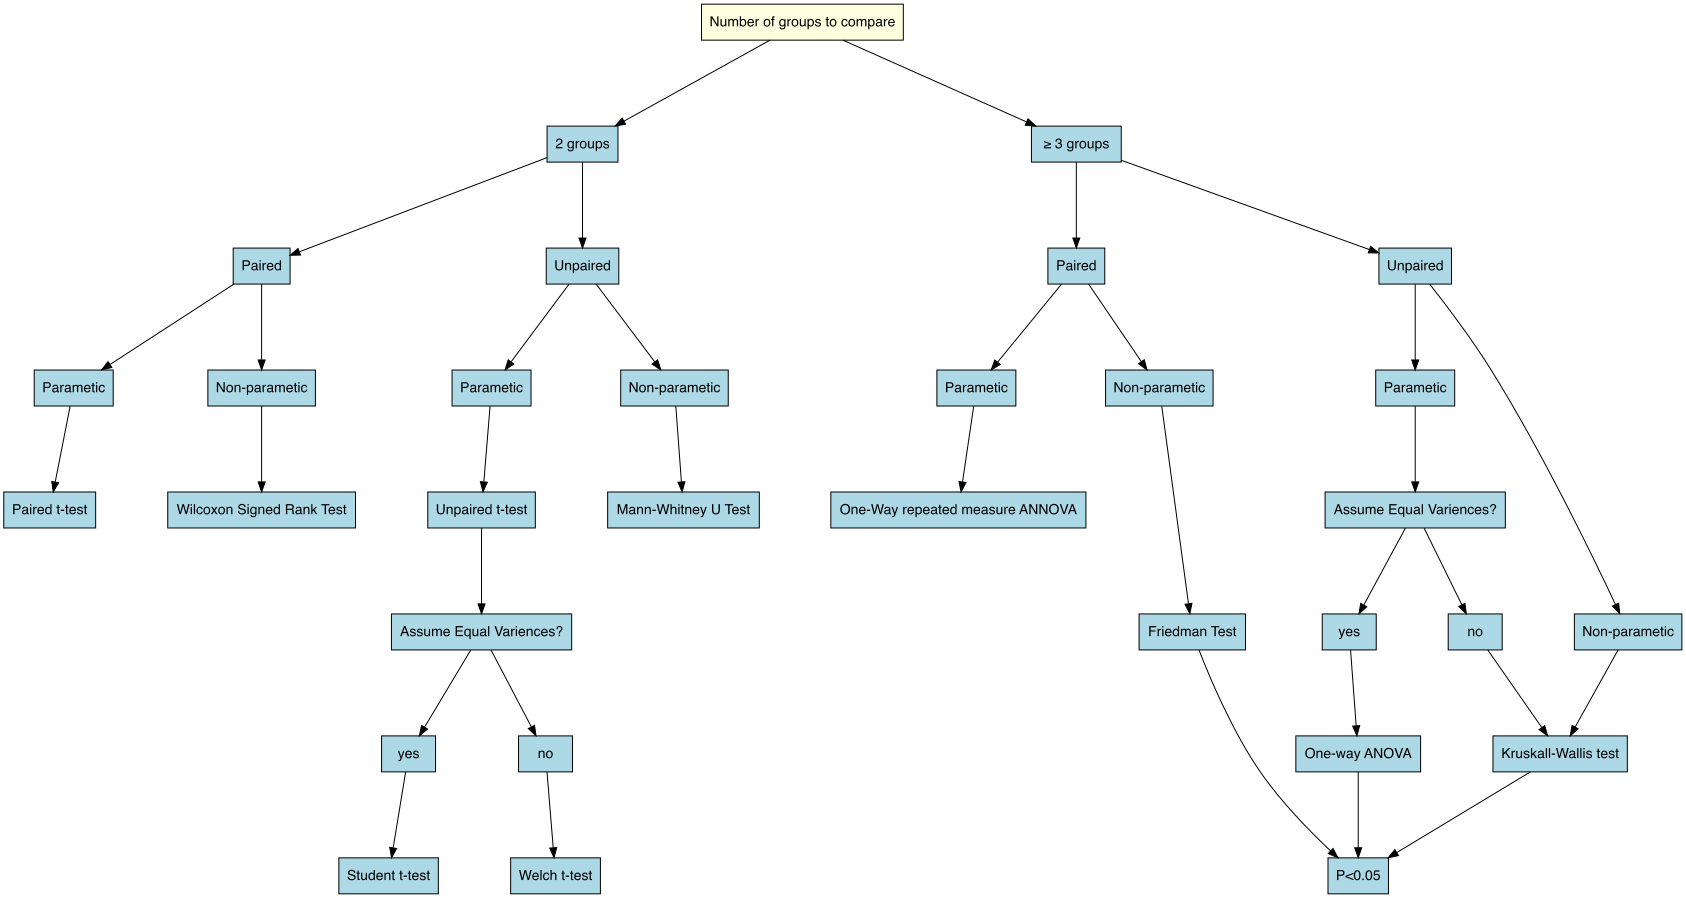 Number of groups to compare
2 groups
≥ 3 groups
Paired
Unpaired
Paired
Unpaired
Parametic
Non-parametic
Parametic
Non-parametic
Parametic
Non-parametic
Parametic
Paired t-test
Wilcoxon Signed Rank Test
Unpaired t-test
Mann-Whitney U Test
One-Way repeated measure ANNOVA
Assume Equal Variences?
Assume Equal Variences?
Friedman Test
yes
no
Non-parametic
yes
no
One-way ANOVA
Kruskall-Wallis test
Student t-test
Welch t-test
P<0.05